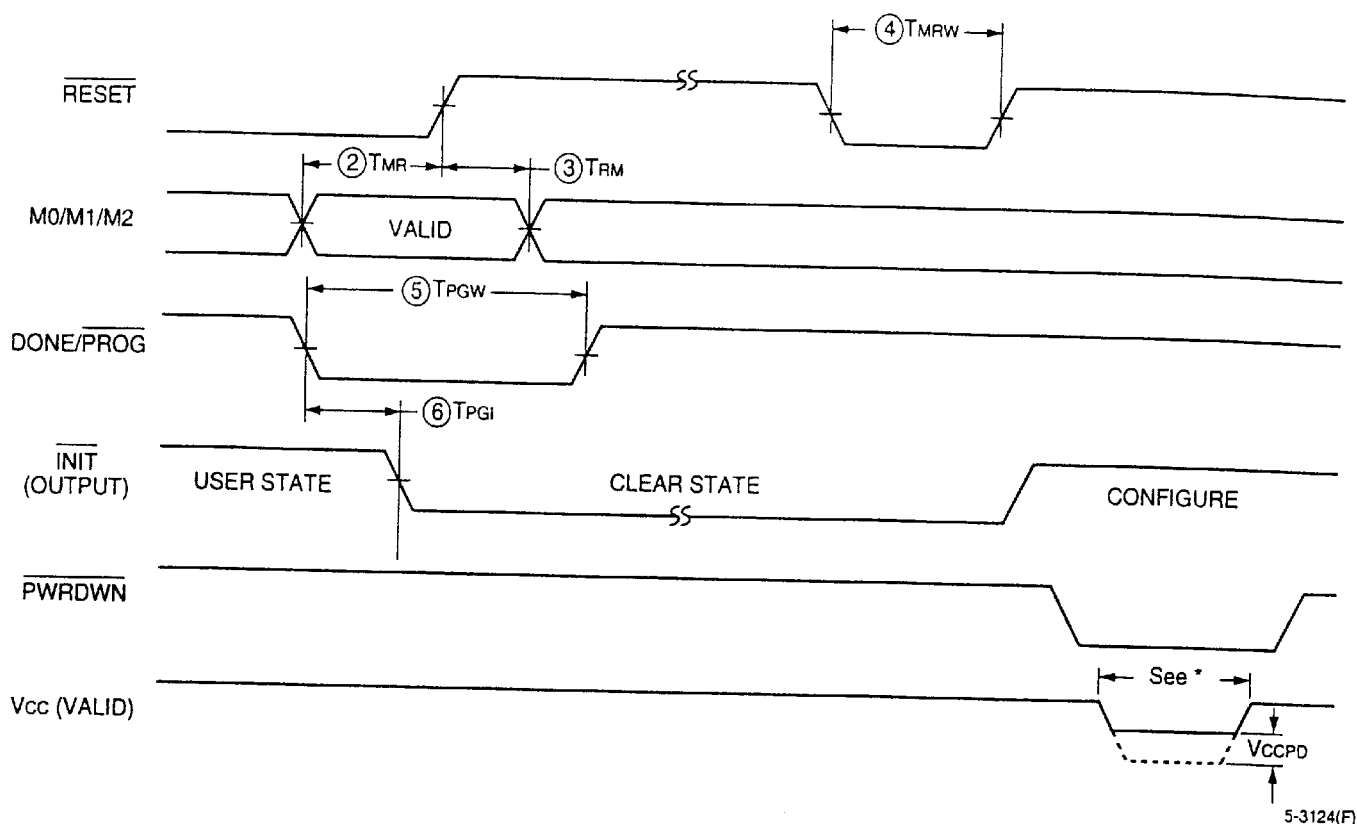 ④ TMRW
RESET
② TMR
③ TRM
M0/M1/M2
VALID
⑤ TPGW
DONE/PROG
⑥ TPGI
INIT
(OUTPUT)
USER STATE
CLEAR STATE
CONFIGURE
PWRDWN
See *
VCC (VALID)
VCCPD
5-3124(F)